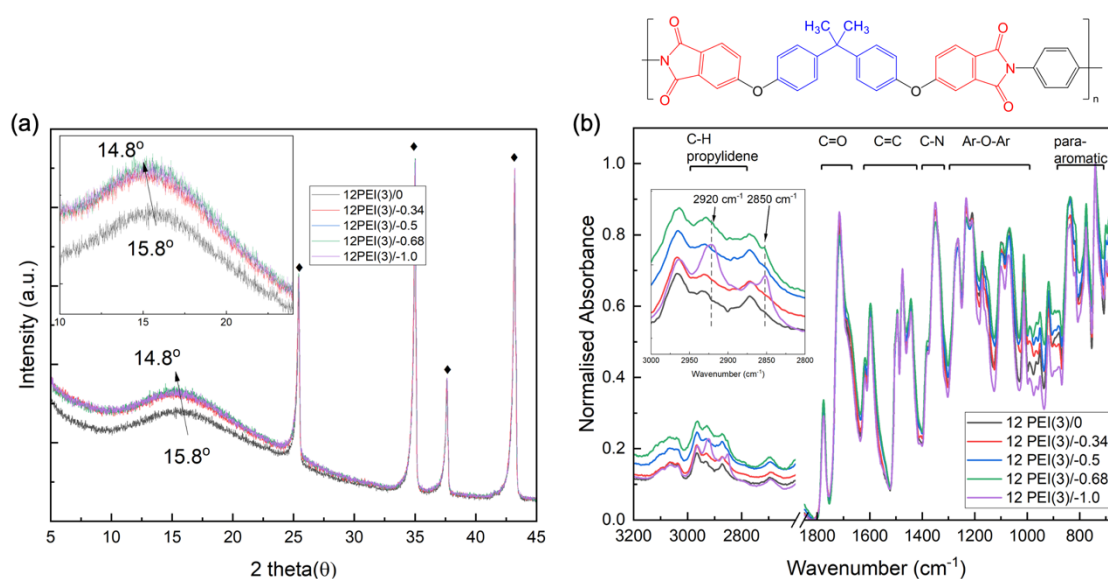 O
O
H₃C
CH₃
N
O
O
N
O
O
n
(a)
14.8°
15.8°
10
15
20
12PEI(3)/0
12PEI(3)/-0.34
12PEI(3)/-0.5
12PEI(3)/-0.68
12PEI(3)/-1.0
14.8°
15.8°
Intensity (a.u.)
5 10 15 20 25 30 35 40 45
2 theta(θ)
(b)
C-H
propylidene
C=O
C=C
C-N
Ar-O-Ar
para-
aromatic
2920 cm⁻¹
2850 cm⁻¹
3000 2950 2900 2850 2800
Wavenumber (cm⁻¹)
1.0
0.8
0.6
0.4
0.2
0.0
Normalised Absorbance
12 PEI(3)/0
12 PEI(3)/-0.34
12 PEI(3)/-0.5
12 PEI(3)/-0.68
12 PEI(3)/-1.0
3200 3000 2800 1800 1600 1400 1200 1000 800
Wavenumber (cm⁻¹)